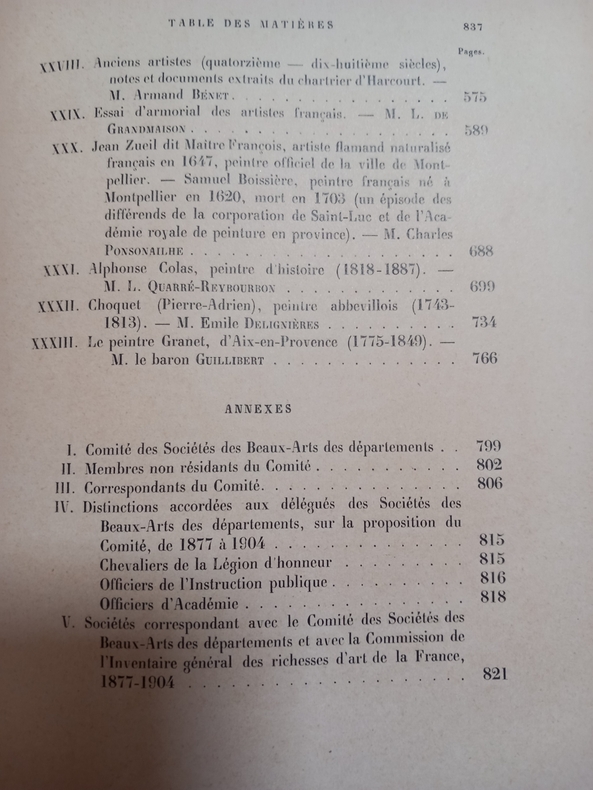 TABLE DES MATIÈRES 837
Pages.
XXVIII. Anciens artistes (quatorzième — dix-huitième siècles),
notes et documents extraits du chartrier d'Harcourt. —
M. Armand BÉNET. . . . . . . . . . . . . . . . 575
XXIX. Essai d'armorial des artistes français. — M. L. DE
GRANDMAISON . . . . . . . . . . . . . . . . . 589
XXX. Jean Zueil dit Maître François, artiste flamand naturalisé
français en 1647, peintre officiel de la ville de Mont-
pellier. — Samuel Boissière, peintre français né à
Montpellier en 1620, mort en 1703 (un épisode des
différends de la corporation de Saint-Luc et de l'Aca-
démie royale de peinture en province). — M. Charles
PONSONAILHE . . . . . . . . . . . . . . . . . 688
XXXI. Alphonse Colas, peintre d'histoire (1818-1887). —
M. L. QUARRÉ-REYBOURBON . . . . . . . . . . . 699
XXXII. Choquet (Pierre-Adrien), peintre abbevillois (1743-
1813). — M. Emile DELIGNIÈRES . . . . . . . . . 734
XXXIII. Le peintre Granet, d'Aix-en-Provence (1775-1849). —
M. le baron GUILLIBERT . . . . . . . . . . . . 766
ANNEXES
I. Comité des Sociétés des Beaux-Arts des départements . . 799
II. Membres non résidants du Comité . . . . . . . . . . 802
III. Correspondants du Comité. . . . . . . . . . . . . . 806
IV. Distinctions accordées aux délégués des Sociétés des
Beaux-Arts des départements, sur la proposition du
Comité, de 1877 à 1904 . . . . . . . . . . . . 815
Chevaliers de la Légion d'honneur . . . . . . . . 815
Officiers de l'Instruction publique . . . . . . . . . 816
Officiers d'Académie . . . . . . . . . . . . . . 818
V. Sociétés correspondant avec le Comité des Sociétés des
Beaux-Arts des départements et avec la Commission de
l'Inventaire général des richesses d'art de la France,
1877-1904 . . . . . . . . . . . . . . . . . . 821